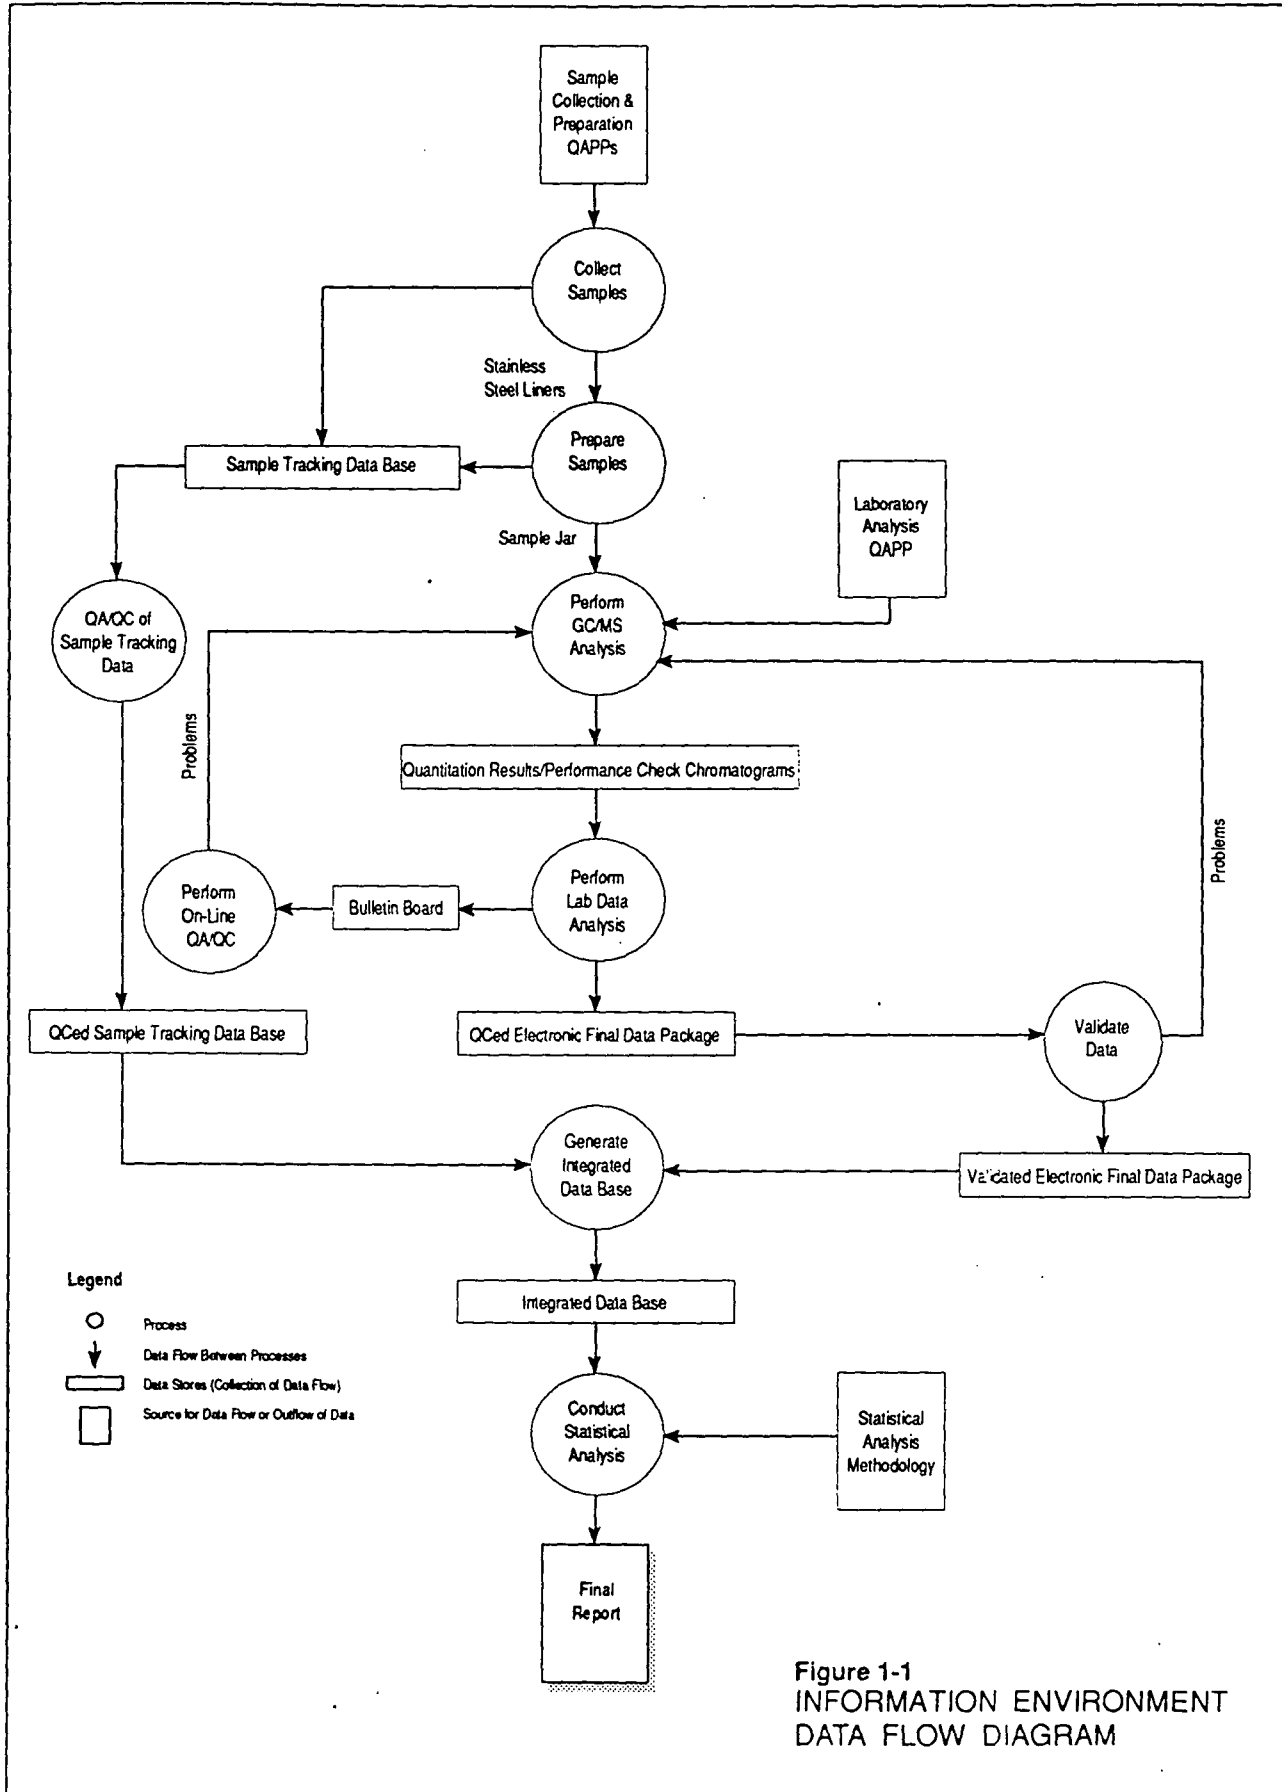 Sample
Collection &
Preparation
QAPPs
Collect
Samples
Stainless
Steel Liners
Prepare
Samples
Sample Tracking Data Base
Sample Jar
Laboratory
Analysis
QAPP
QA/QC of
Sample Tracking
Data
Perform
GC/MS
Analysis
Problems
Quantitation Results/Performance Check Chromatograms
Problems
Perform
On-Line
QA/QC
Bulletin Board
Perform
Lab Data
Analysis
QCed Sample Tracking Data Base
QCed Electronic Final Data Package
Validate
Data
Generate
Integrated
Data Base
Validated Electronic Final Data Package
Legend
Process
Data Flow Between Processes
Data Stores (Collection of Data Flow)
Source for Data Flow or Outflow of Data
Integrated Data Base
Conduct
Statistical
Analysis
Statistical
Analysis
Methodology
Final
Report
Figure 1-1
INFORMATION ENVIRONMENT
DATA FLOW DIAGRAM